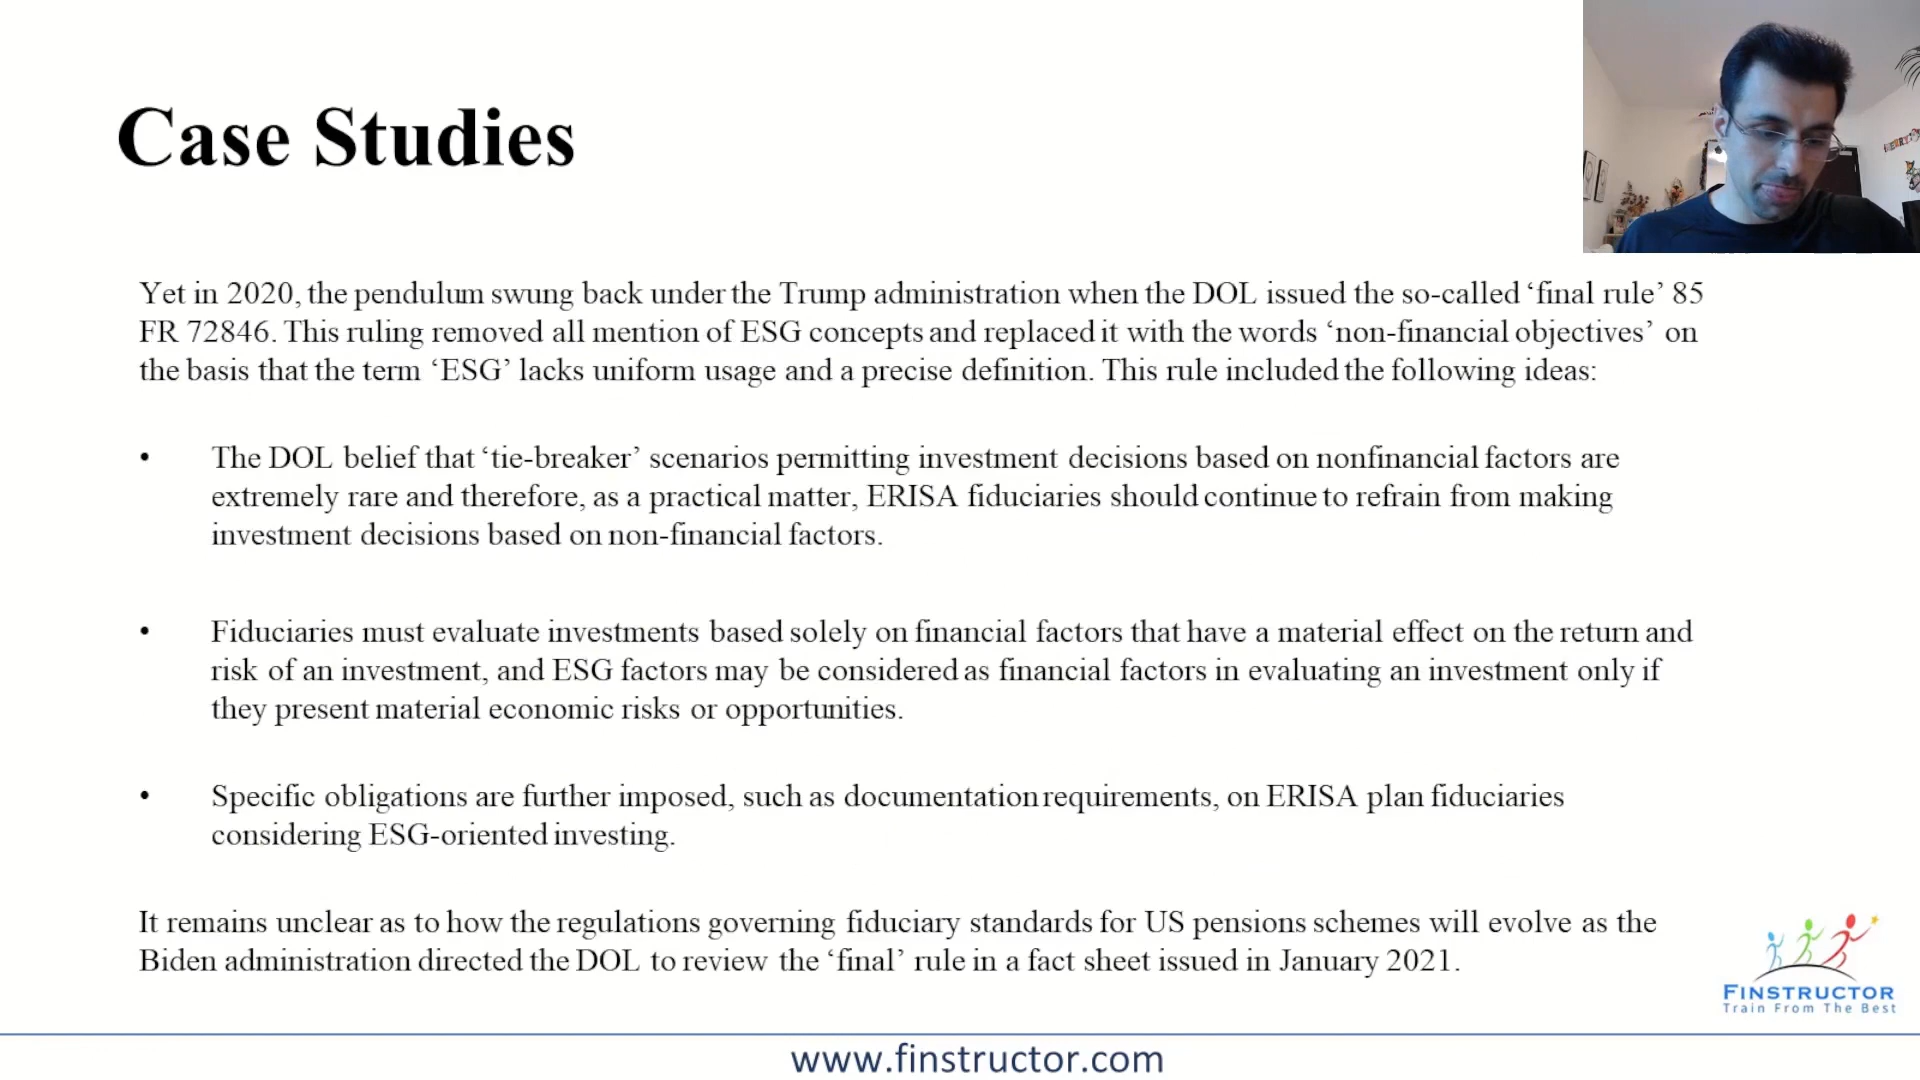 Case Studies
Yet in 2020, the pendulum swung back under the Trump administration when the DOL issued the so-called ‘final rule’ 85
FR 72846. This ruling removed all mention of ESG concepts and replaced it with the words ‘non-financial objectives’ on
the basis that the term ‘ESG’ lacks uniform usage and a precise definition. This rule included the following ideas:
• The DOL belief that ‘tie-breaker’ scenarios permitting investment decisions based on nonfinancial factors are
extremely rare and therefore, as a practical matter, ERISA fiduciaries should continue to refrain from making
investment decisions based on non-financial factors.
• Fiduciaries must evaluate investments based solely on financial factors that have a material effect on the return and
risk of an investment, and ESG factors may be considered as financial factors in evaluating an investment only if
they present material economic risks or opportunities.
• Specific obligations are further imposed, such as documentation requirements, on ERISA plan fiduciaries
considering ESG-oriented investing.
It remains unclear as to how the regulations governing fiduciary standards for US pensions schemes will evolve as the
Biden administration directed the DOL to review the ‘final’ rule in a fact sheet issued in January 2021.
FINSTRUCTOR
Train From The Best
www.finstructor.com